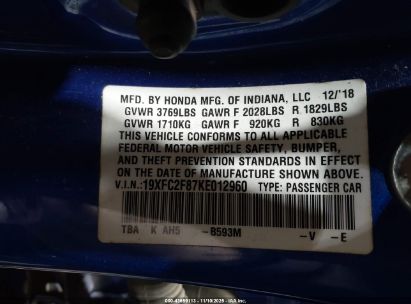 MFD. BY HONDA MFG. OF INDIANA, LLC 12/'18
GVWR 3769LBS GAWR F 2028LBS R 1829LBS
GVWR 1710KG GAWR F 920KG R 830KG
THIS VEHICLE CONFORMS TO ALL APPLICABLE
FEDERAL MOTOR VEHICLE SAFETY, BUMPER,
AND THEFT PREVENTION STANDARDS IN EFFECT
ON THE DATE OF MANUFACTURE SHOWN ABOVE.
V.I.N.: 19XFC2F87KE012960 TYPE: PASSENGER CAR
TBA K AH5 -B593M -V -E